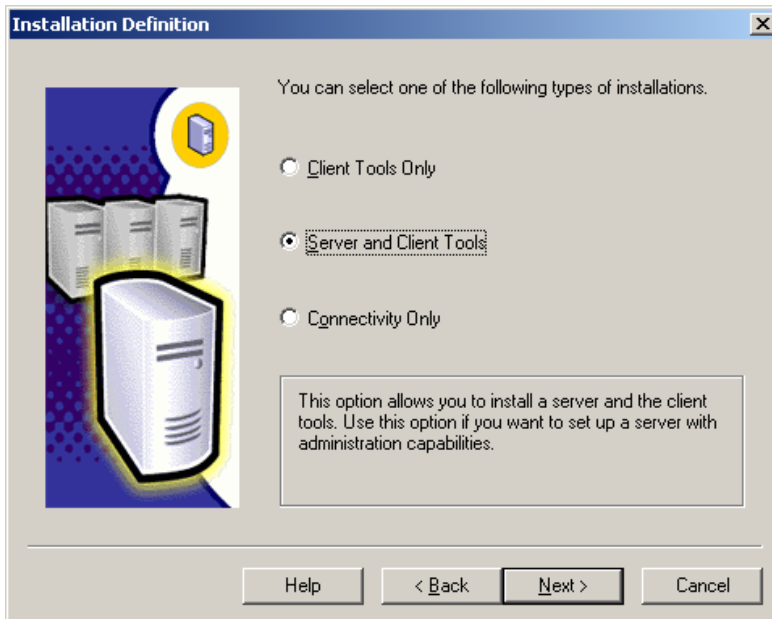 Installation Definition
You can select one of the following types of installations.
Client Tools Only
Server and Client Tools
Connectivity Only
This option allows you to install a server and the client
tools. Use this option if you want to set up a server with
administration capabilities.
Help
< Back
Next >
Cancel